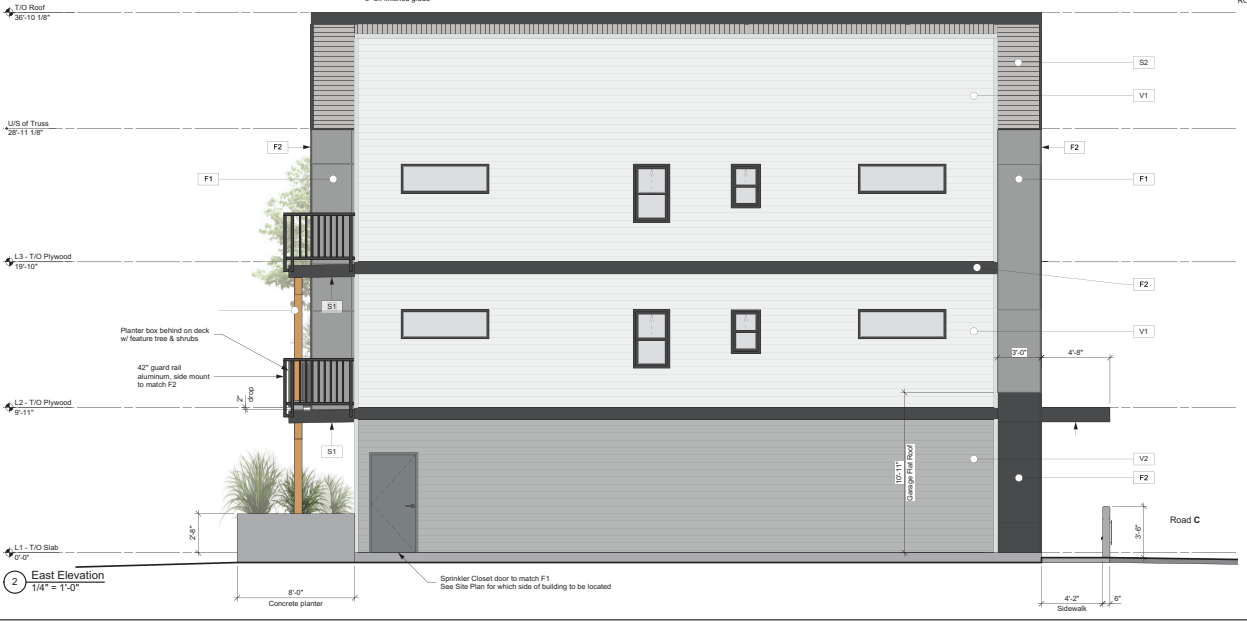 T/O Roof
36'-10 1/8"
S2
V1
U/S of Truss
28'-11 1/8"
F2
F2
F1
F1
L3 - T/O Plywood
19'-10"
F2
S1
Planter box behind on deck
w/ feature tree & shrubs
V1
3'-0"
4'-8"
42" guard rail
aluminum, side mount
to match F2
2"
drop
L2 - T/O Plywood
9'-11"
S1
10'-11"
Garage Flat Roof
V2
F2
2'-8"
3'-6"
Road C
L1 - T/O Slab
0'-0"
2
East Elevation
1/4" = 1'-0"
Sprinkler Closet door to match F1
See Site Plan for which side of building to be located
8'-0"
Concrete planter
4'-2"
6"
Sidewalk